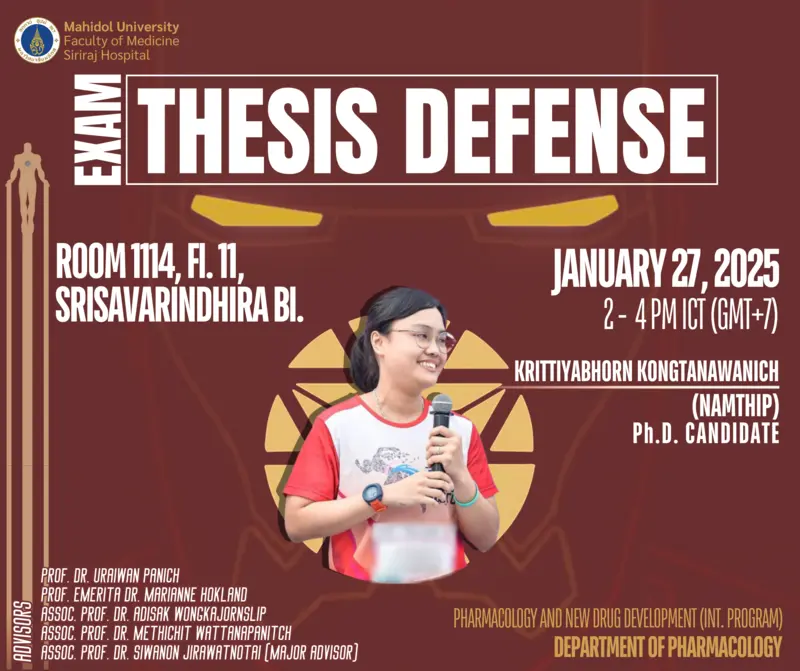 Mahidol University
Faculty of Medicine
Siriraj Hospital
EXAM
THESIS DEFENSE
ROOM 1114, Fl. 11,
SRISAVARINDHIRA Bl.
JANUARY 27, 2025
2 - 4 PM ICT (GMT+7)
KRITTIYABHORN KONGTANAWANICH
(NAMTHIP)
Ph.D. CANDIDATE
ADVISORS
PROF. DR. URAIWAN PANICH
PROF. EMERITA DR. MARIANNE HOKLAND
ASSOC. PROF. DR. ADISAK WONGKAJORNSLIP
ASSOC. PROF. DR. METHICHIT WATTANAPANITCH
ASSOC. PROF. DR. SIWANON JIRAWATNOTAI (MAJOR ADVISOR)
PHARMACOLOGY AND NEW DRUG DEVELOPMENT (INT. PROGRAM)
DEPARTMENT OF PHARMACOLOGY